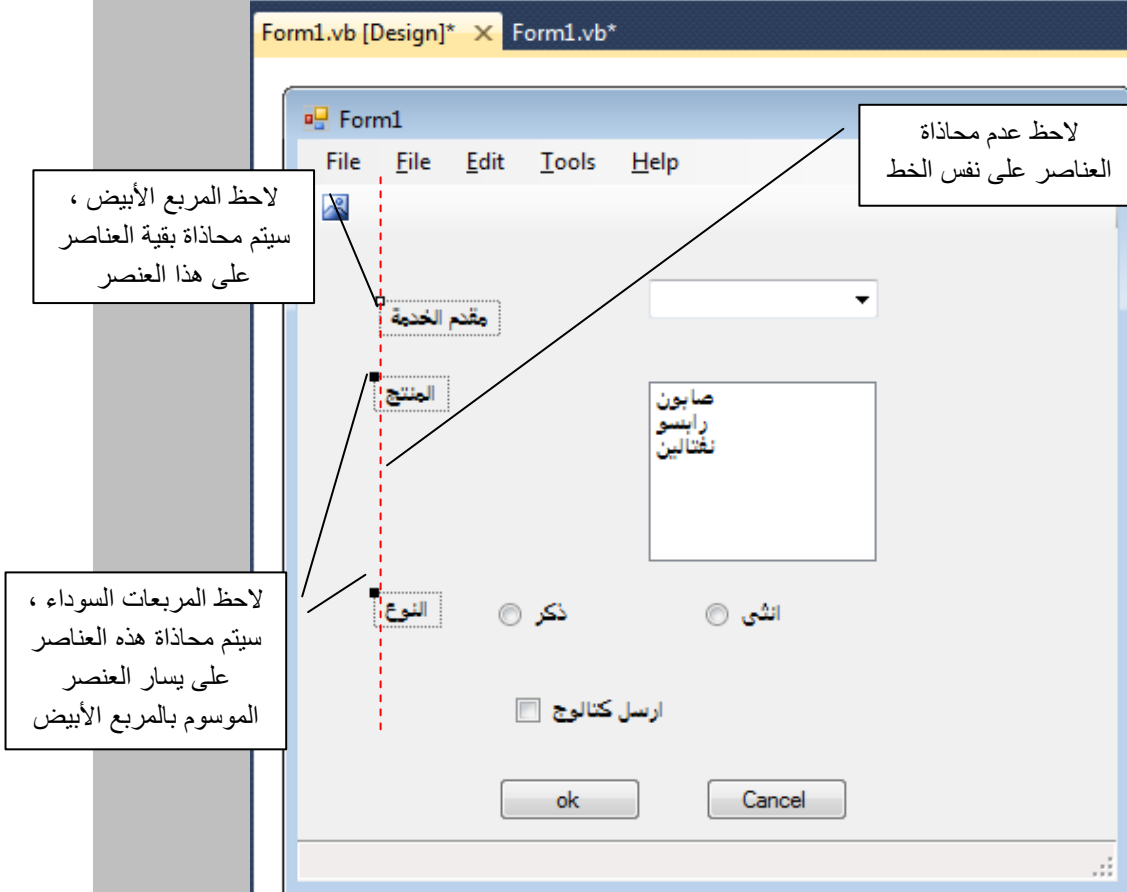 Form1.vb [Design]* Form1.vb*
Form1
File File Edit Tools Help
لاحظ عدم محاذاة
العناصر على نفس الخط
لاحظ المربع الأبيض ،
سيتم محاذاة بقية العناصر
على هذا العنصر
مقدم الخدمة
المنتج
صابون
رابسو
نفتالين
لاحظ المربعات السوداء ،
سيتم محاذاة هذه العناصر
على يسار العنصر
الموسوم بالمربع الأبيض
النوع
ذكر
انثى
ارسل كتالوج
ok Cancel